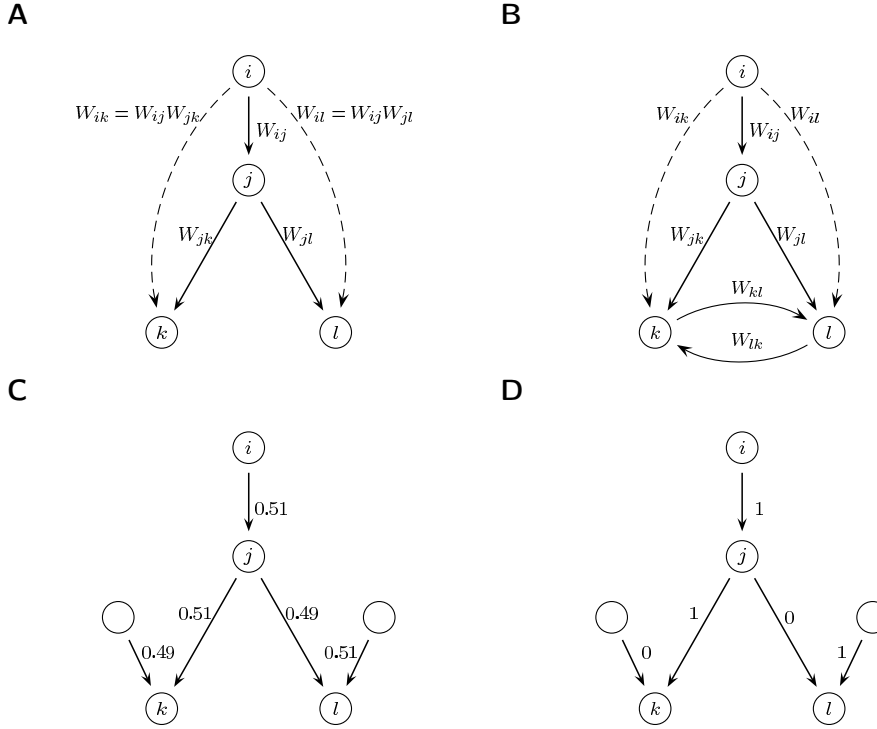 A
B
i
W_{ik} = W_{ij}W_{jk}
W_{il} = W_{ij}W_{jl}
W_{ij}
j
W_{jk}
W_{jl}
k
l
i
W_{ik}
W_{il}
W_{ij}
j
W_{jk}
W_{jl}
W_{kl}
k
l
W_{lk}
C
D
i
0.51
j
0.51
0.49
0.49
0.51
k
l
i
1
j
1
0
0
1
k
l